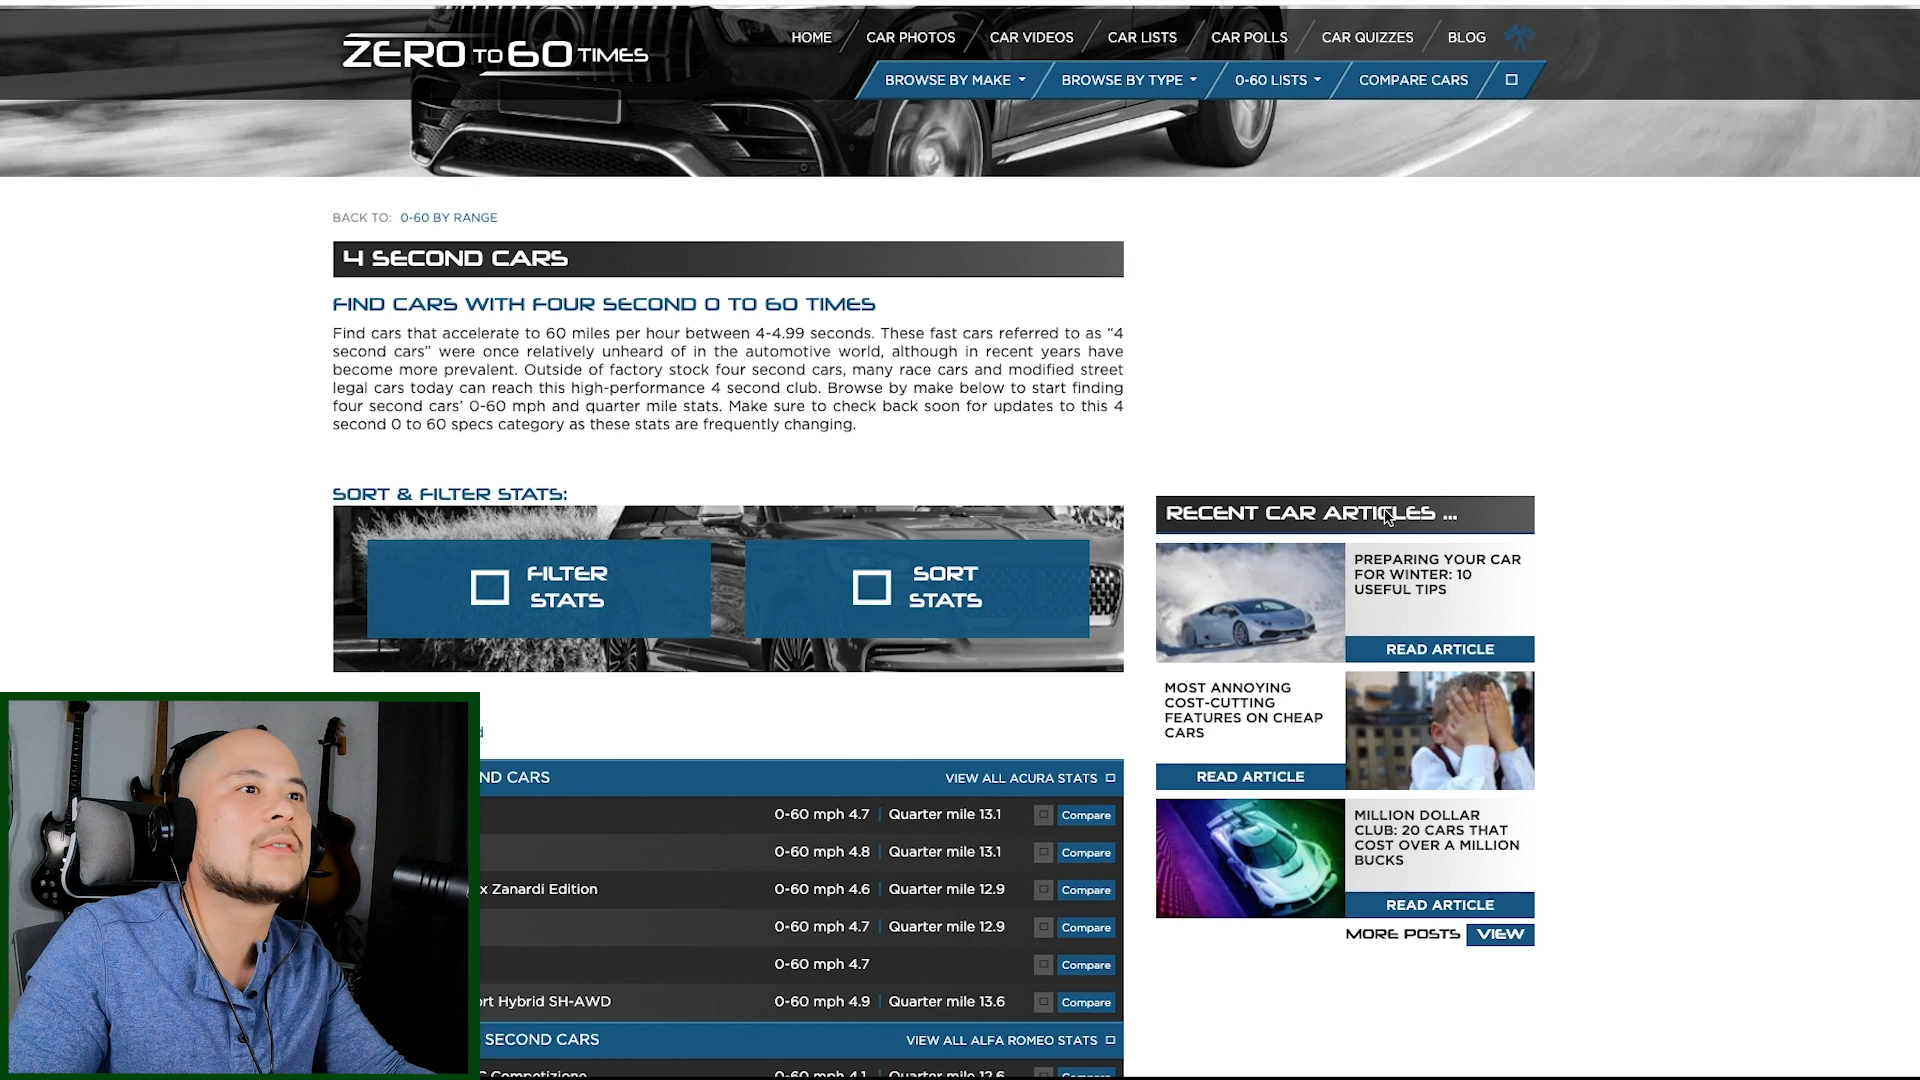 ZERO TO 60 TIMES
HOME
CAR PHOTOS
CAR VIDEOS
CAR LISTS
CAR POLLS
CAR QUIZZES
BLOG
BROWSE BY MAKE
BROWSE BY TYPE
0-60 LISTS
COMPARE CARS
BACK TO: 0-60 BY RANGE
4 SECOND CARS
FIND CARS WITH FOUR SECOND 0 TO 60 TIMES
Find cars that accelerate to 60 miles per hour between 4-4.99 seconds. These fast cars referred to as “4
second cars” were once relatively unheard of in the automotive world, although in recent years have
become more prevalent. Outside of factory stock four second cars, many race cars and modified street
legal cars today can reach this high-performance 4 second club. Browse by make below to start finding
four second cars’ 0-60 mph and quarter mile stats. Make sure to check back soon for updates to this 4
second 0 to 60 specs category as these stats are frequently changing.
SORT & FILTER STATS:
FILTER
STATS
SORT
STATS
ND CARS VIEW ALL ACURA STATS
0-60 mph 4.7 | Quarter mile 13.1 Compare
0-60 mph 4.8 | Quarter mile 13.1 Compare
x Zanardi Edition 0-60 mph 4.6 | Quarter mile 12.9 Compare
0-60 mph 4.7 | Quarter mile 12.9 Compare
0-60 mph 4.7 Compare
ort Hybrid SH-AWD 0-60 mph 4.9 | Quarter mile 13.6 Compare
SECOND CARS VIEW ALL ALFA ROMEO STATS
C Competizione 0-60 mph 4.1 | Quarter mile 12.6 Compare
RECENT CAR ARTICLES ...
PREPARING YOUR CAR
FOR WINTER: 10
USEFUL TIPS
READ ARTICLE
MOST ANNOYING
COST-CUTTING
FEATURES ON CHEAP
CARS
READ ARTICLE
MILLION DOLLAR
CLUB: 20 CARS THAT
COST OVER A MILLION
BUCKS
READ ARTICLE
MORE POSTS VIEW